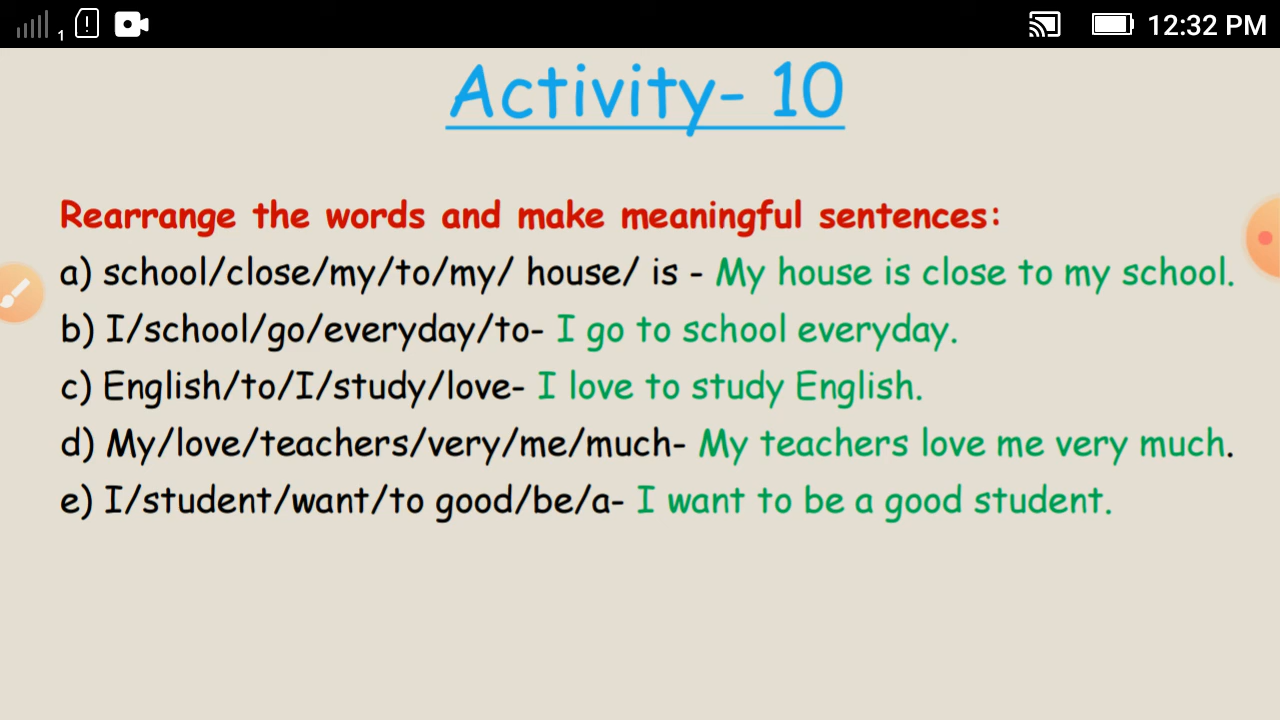 1 12:32 PM
Activity- 10
Rearrange the words and make meaningful sentences:
a) school/close/my/to/my/ house/ is - My house is close to my school.
b) I/school/go/everyday/to- I go to school everyday.
c) English/to/I/study/love- I love to study English.
d) My/love/teachers/very/me/much- My teachers love me very much.
e) I/student/want/to good/be/a- I want to be a good student.